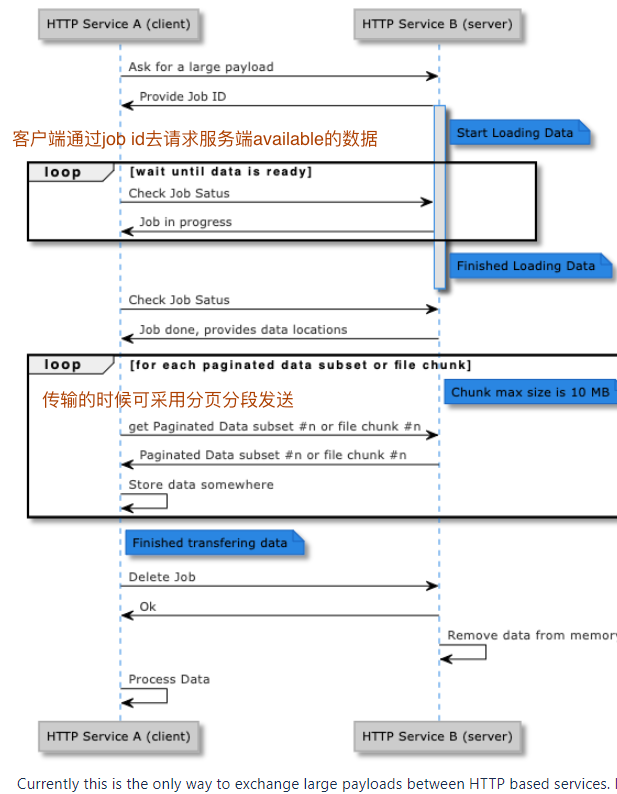 HTTP Service A (client) HTTP Service B (server)
Ask for a large payload
Provide Job ID
Start Loading Data
客户端通过job id去请求服务端available的数据
loop [wait until data is ready]
Check Job Satus
Job in progress
Finished Loading Data
Check Job Satus
Job done, provides data locations
loop [for each paginated data subset or file chunk]
Chunk max size is 10 MB
传输的时候可采用分页分段发送
get Paginated Data subset #n or file chunk #n
Paginated Data subset #n or file chunk #n
Store data somewhere
Finished transfering data
Delete Job
Ok
Remove data from memory
Process Data
HTTP Service A (client) HTTP Service B (server)
Currently this is the only way to exchange large payloads between HTTP based services.